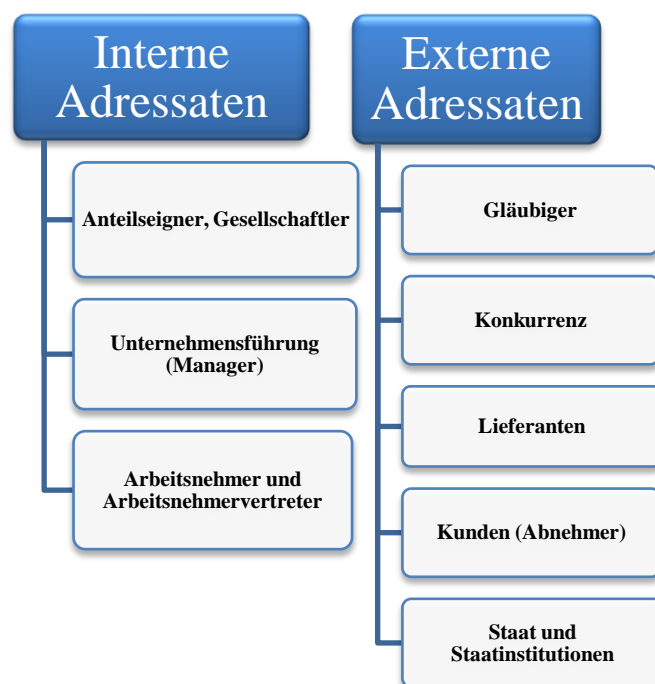 Interne
Adressaten
Anteilseigner, Gesellschaftler
Unternehmensführung
(Manager)
Arbeitsnehmer und
Arbeitsnehmervertreter
Externe
Adressaten
Gläubiger
Konkurrenz
Lieferanten
Kunden (Abnehmer)
Staat und
Staatinstitutionen